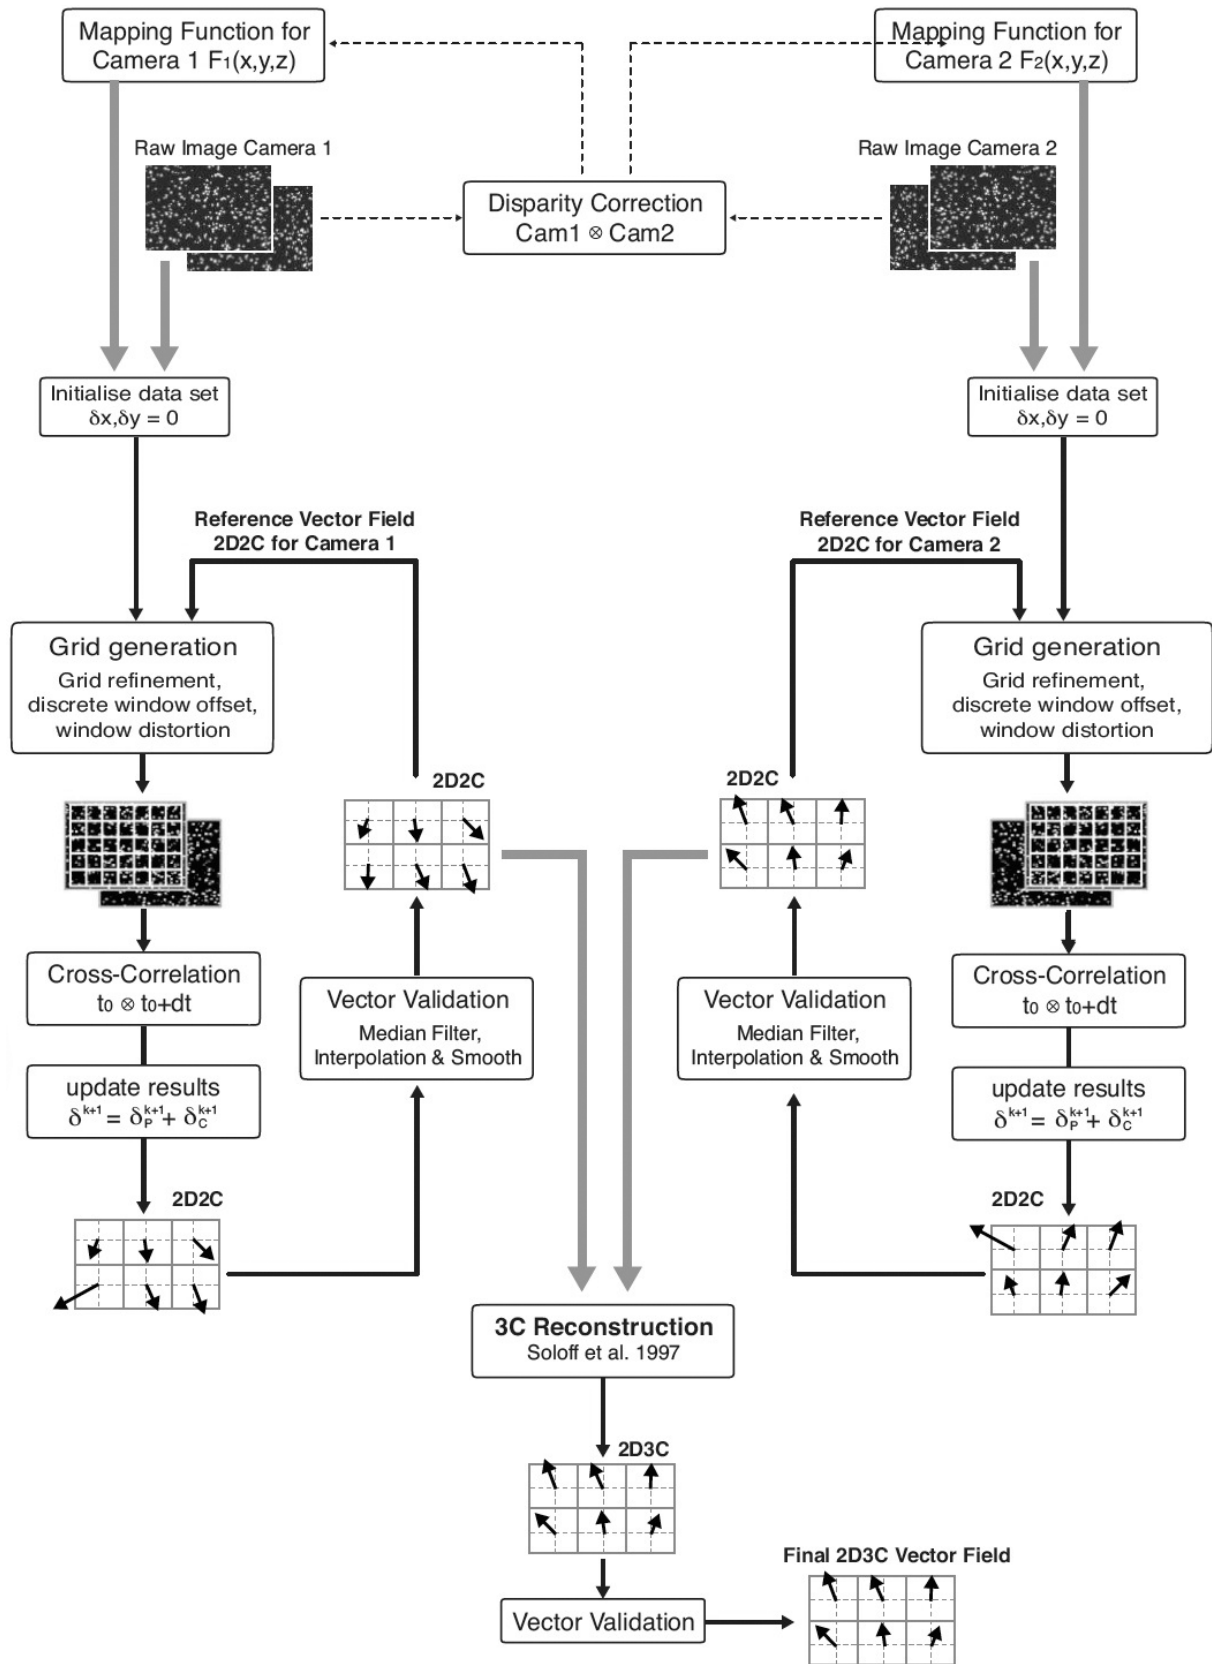 Mapping Function for
Camera 1 F₁(x,y,z)
Mapping Function for
Camera 2 F₂(x,y,z)
Raw Image Camera 1
Raw Image Camera 2
Disparity Correction
Cam1 ⊗ Cam2
Initialise data set
δx,δy = 0
Initialise data set
δx,δy = 0
Reference Vector Field
2D2C for Camera 1
Reference Vector Field
2D2C for Camera 2
Grid generation
Grid refinement,
discrete window offset,
window distortion
Grid generation
Grid refinement,
discrete window offset,
window distortion
2D2C
2D2C
Cross-Correlation
t₀ ⊗ t₀+dt
Vector Validation
Median Filter,
Interpolation & Smooth
Vector Validation
Median Filter,
Interpolation & Smooth
Cross-Correlation
t₀ ⊗ t₀+dt
update results
δ^{k+1} = δ_P^{k+1} + δ_C^{k+1}
update results
δ^{k+1} = δ_P^{k+1} + δ_C^{k+1}
2D2C
2D2C
3C Reconstruction
Soloff et al. 1997
2D3C
Final 2D3C Vector Field
Vector Validation